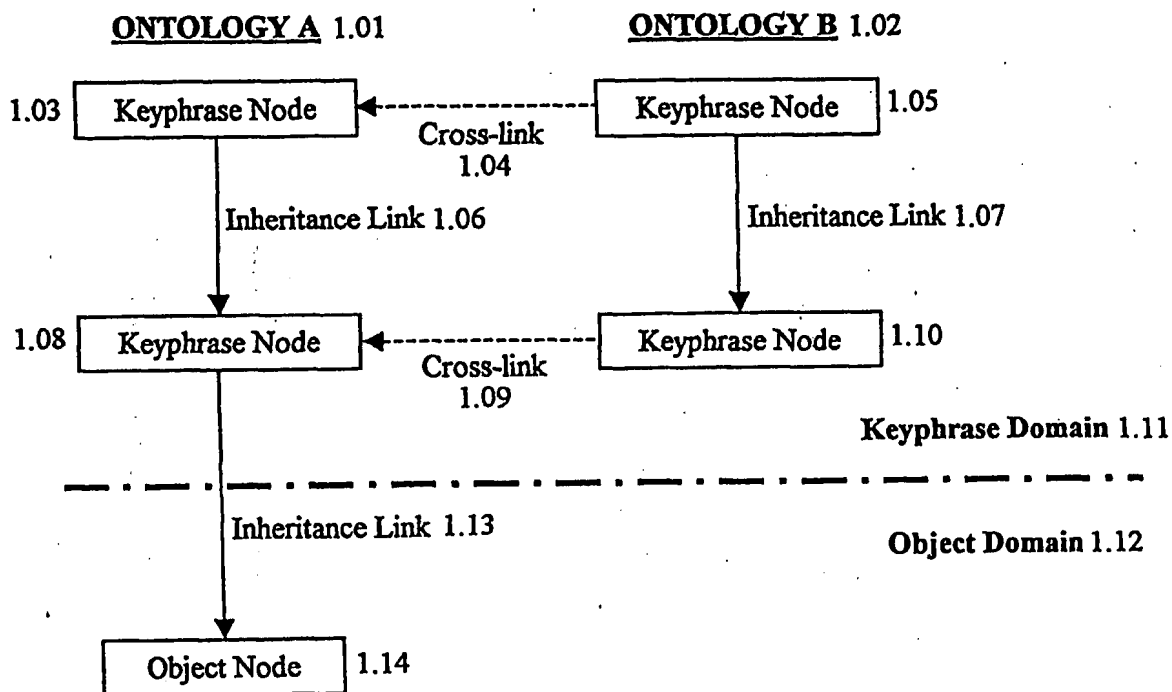 ONTOLOGY A 1.01
ONTOLOGY B 1.02
1.03
Keyphrase Node
Cross-link
1.04
Keyphrase Node
1.05
Inheritance Link 1.06
Inheritance Link 1.07
1.08
Keyphrase Node
Cross-link
1.09
Keyphrase Node
1.10
Keyphrase Domain 1.11
Inheritance Link 1.13
Object Domain 1.12
Object Node
1.14